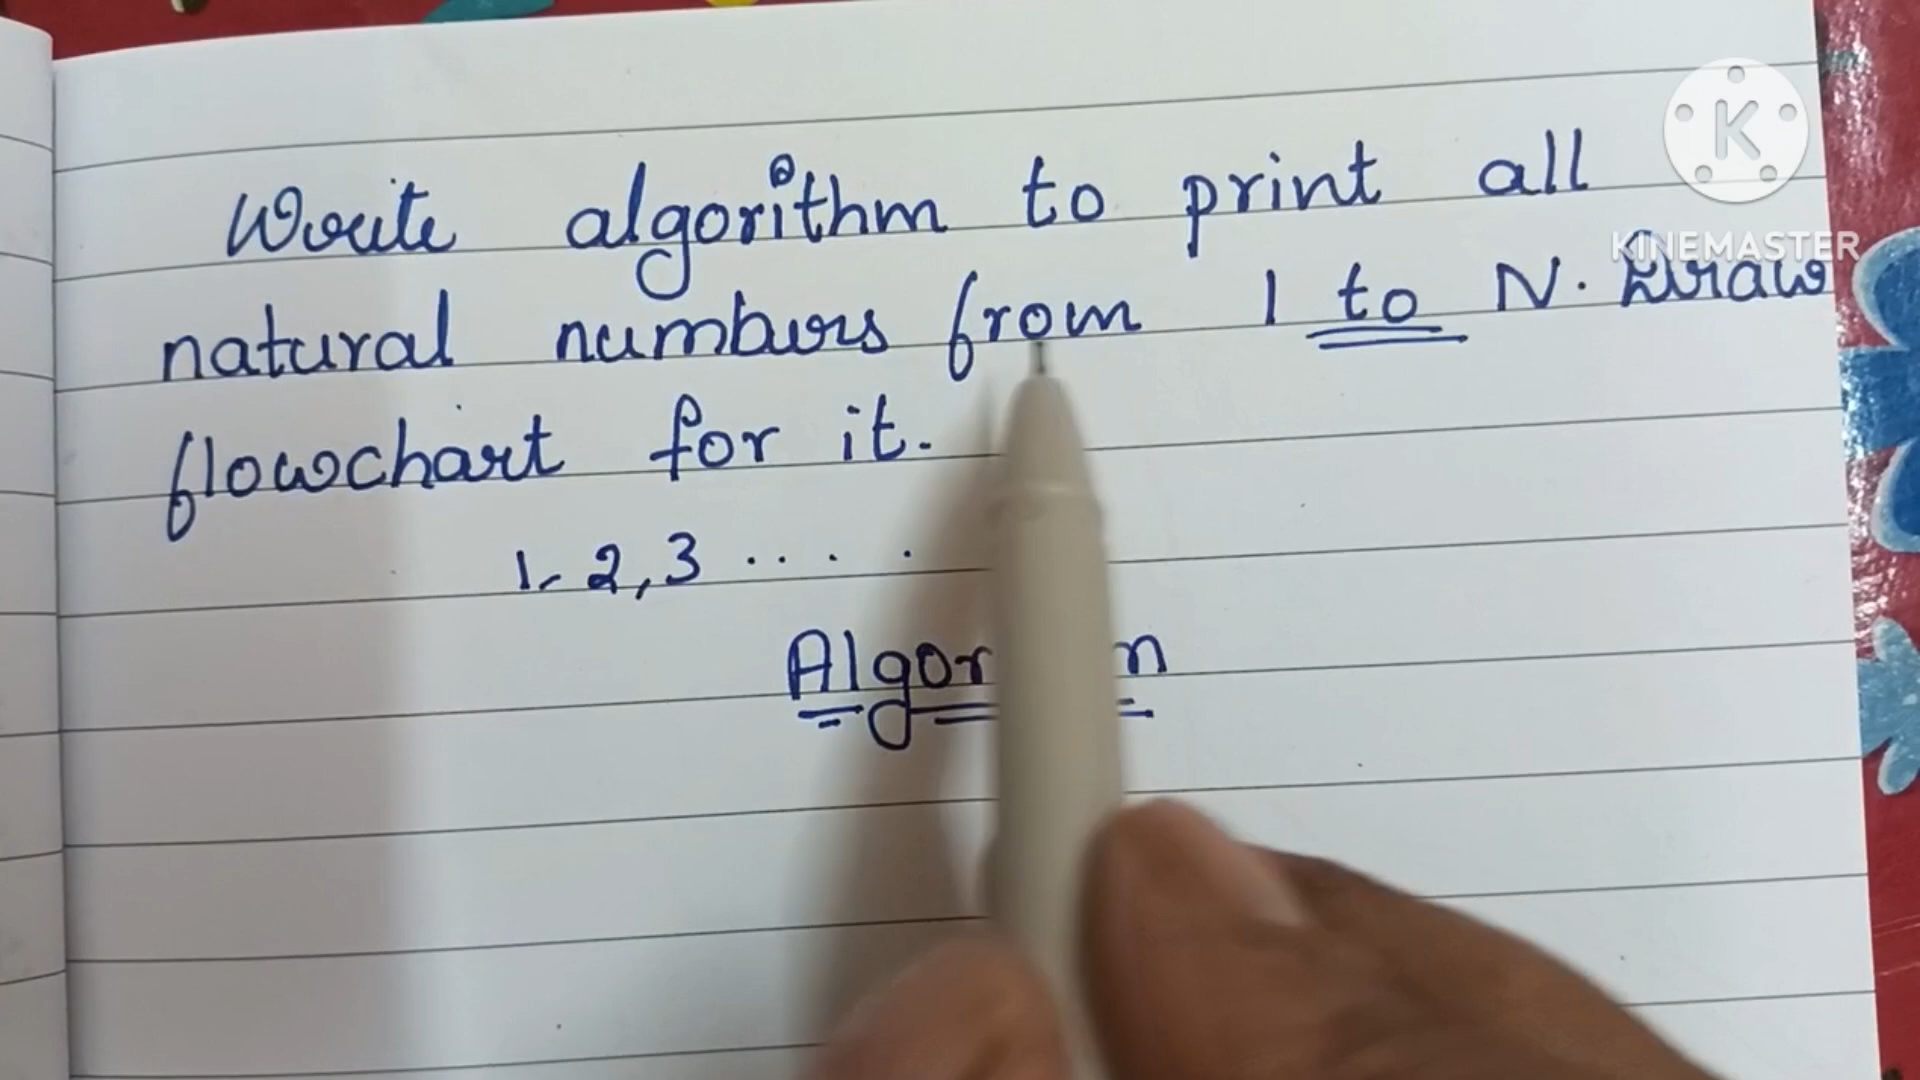 Write algorithm to print all
natural numbers from 1 to N. Draw
flowchart for it.
1, 2, 3 .....
K
KINEMASTER